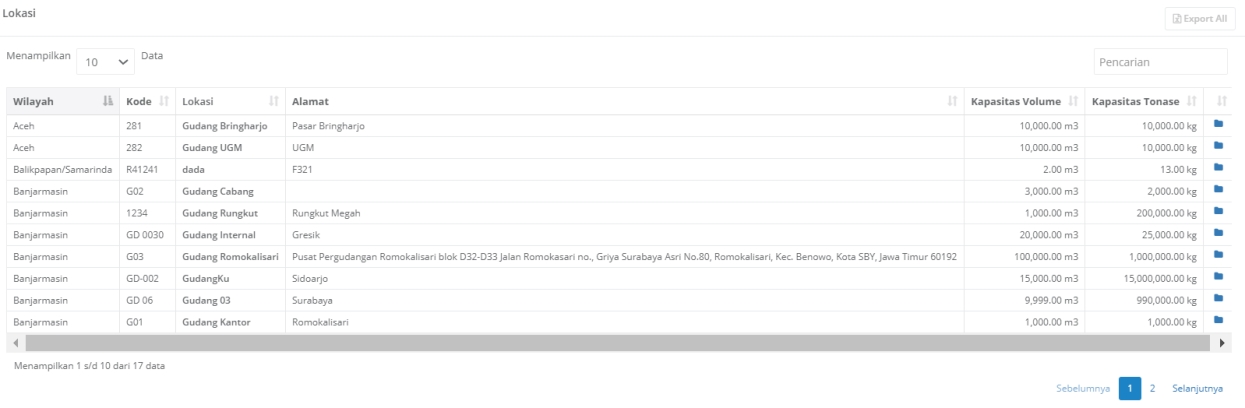 Lokasi
Export All
Menampilkan 10 Data
Pencarian
Wilayah Kode Lokasi Alamat Kapasitas Volume Kapasitas Tonase
Aceh 281 Gudang Bringharjo Pasar Bringharjo 10,000.00 m3 10,000.00 kg
Aceh 282 Gudang UGM UGM 10,000.00 m3 10,000.00 kg
Balikpapan/Samarinda R41241 dada F321 2.00 m3 13.00 kg
Banjarmasin G02 Gudang Cabang 3,000.00 m3 2,000.00 kg
Banjarmasin 1234 Gudang Rungkut Rungkut Megah 1,000.00 m3 200,000.00 kg
Banjarmasin GD 0030 Gudang Internal Gresik 20,000.00 m3 25,000.00 kg
Banjarmasin G03 Gudang Romokalisari Pusat Pergudangan Romokalisari blok D32-D33 Jalan Romokasari no., Griya Surabaya Asri No.80, Romokalisari, Kec. Benowo, Kota SBY, Jawa Timur 60192 100,000.00 m3 1,000,000.00 kg
Banjarmasin GD-002 GudangKu Sidoarjo 15,000.00 m3 15,000,000.00 kg
Banjarmasin GD 06 Gudang 03 Surabaya 9,999.00 m3 990,000.00 kg
Banjarmasin G01 Gudang Kantor Romokalisari 1,000.00 m3 1,000.00 kg
Menampilkan 1 s/d 10 dari 17 data
Sebelumnya 1 2 Selanjutnya